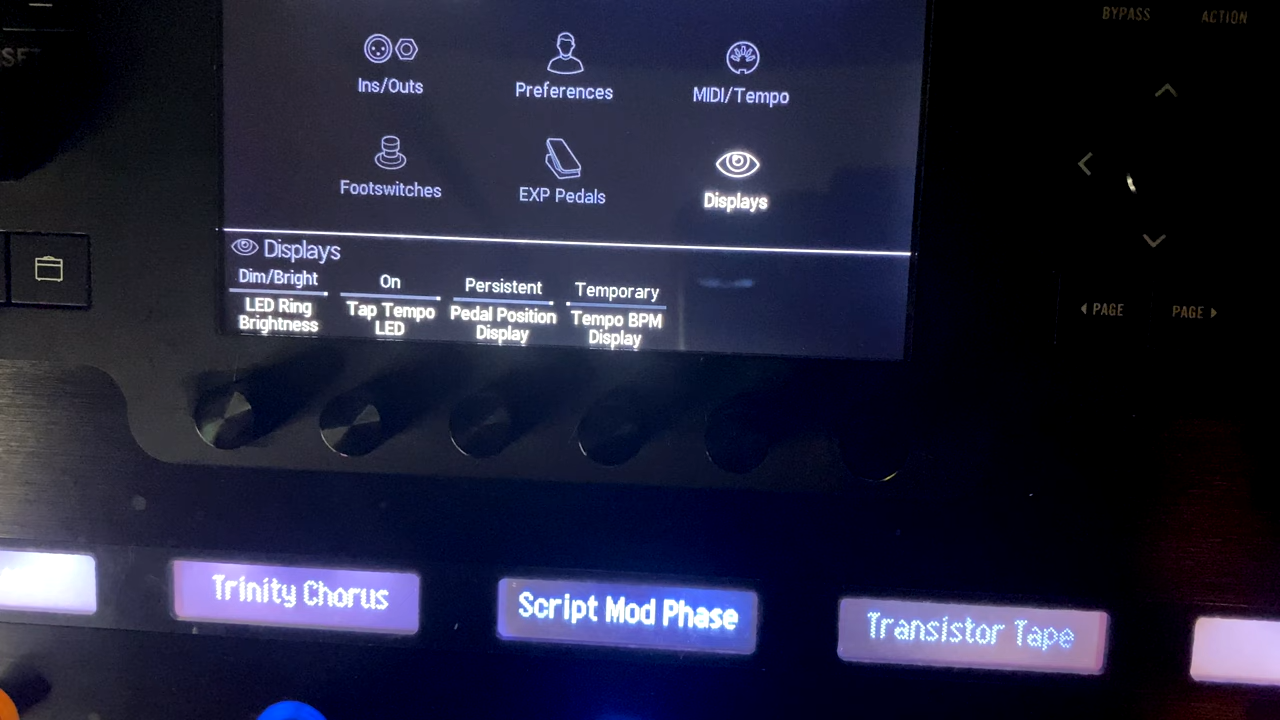 BYPASS
ACTION
Ins/Outs
Preferences
MIDI/Tempo
Footswitches
EXP Pedals
Displays
Displays
Dim/Bright
On
Persistent
Temporary
LED Ring
Brightness
Tap Tempo
LED
Pedal Position
Display
Tempo BPM
Display
PAGE
PAGE
Trinity Chorus
Script Mod Phase
Transistor Tape